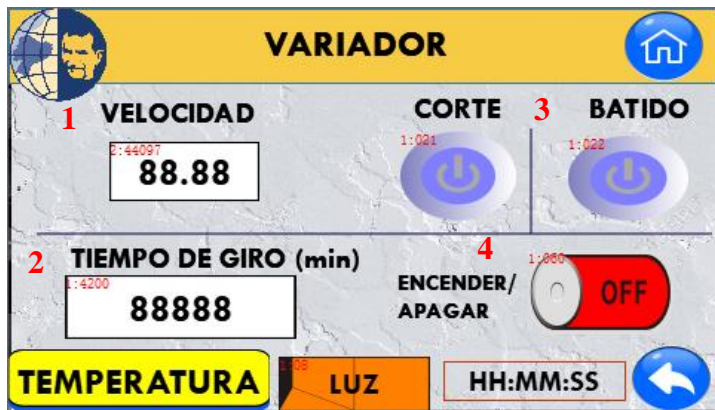 VARIADOR
1 VELOCIDAD
CORTE 3 BATIDO
2:44097
88.88
1:021
1:022
2 TIEMPO DE GIRO (min)
1:4200
88888
4
ENCENDER/
APAGAR
1:060
OFF
TEMPERATURA
1:08
LUZ
HH:MM:SS